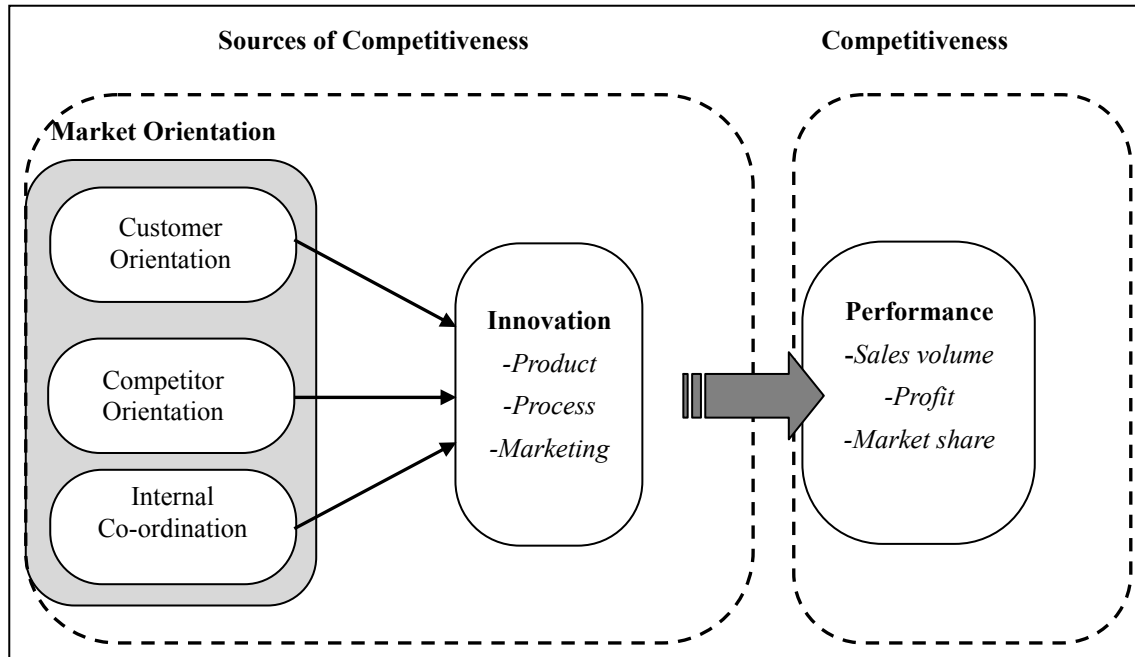 Sources of Competitiveness
Competitiveness
Market Orientation
Customer
Orientation
Competitor
Orientation
Internal
Co-ordination
Innovation
-Product
-Process
-Marketing
Performance
-Sales volume
-Profit
-Market share